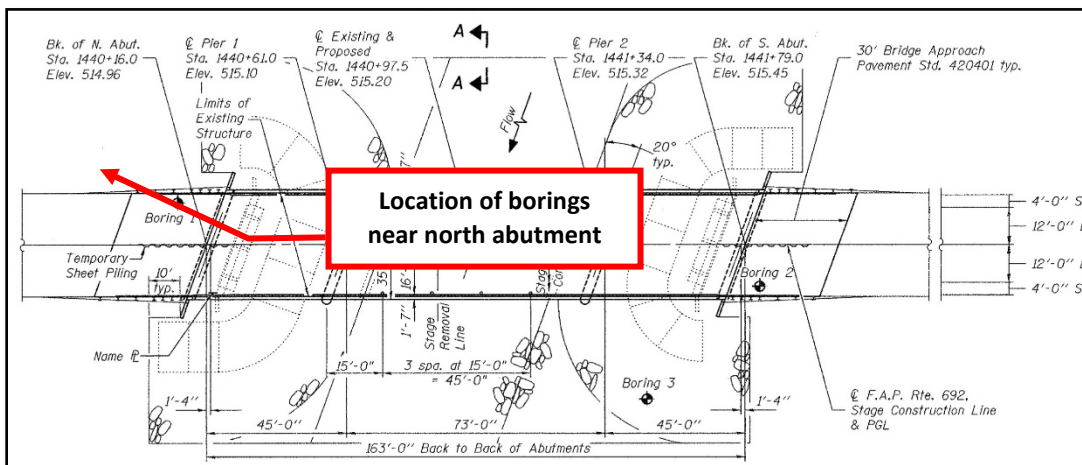 Bk. of N. Abut.
Sta. 1440+16.0
Elev. 514.96
℄ Pier 1
Sta. 1440+61.0
Elev. 515.10
℄ Existing &
Proposed
Sta. 1440+97.5
Elev. 515.20
A
A
℄ Pier 2
Sta. 1441+34.0
Elev. 515.32
Bk. of S. Abut.
Sta. 1441+79.0
Elev. 515.45
30' Bridge Approach
Pavement Std. 420401 typ.
Limits of
Existing
Structure
Flow
20°
typ.
Location of borings
near north abutment
Boring 1
Temporary
Sheet Piling
10'
typ.
Name ℄
Boring 2
4'-0" S
12'-0"
12'-0"
4'-0" S
35'
16'-
1'-7"
Stage
Removal
Line
15'-0"
3 spa. at 15'-0"
= 45'-0"
Boring 3
℄ F.A.P. Rte. 692,
Stage Construction Line
& PGL
1'-4"
1'-4"
45'-0"
73'-0"
45'-0"
163'-0" Back to Back of Abutments